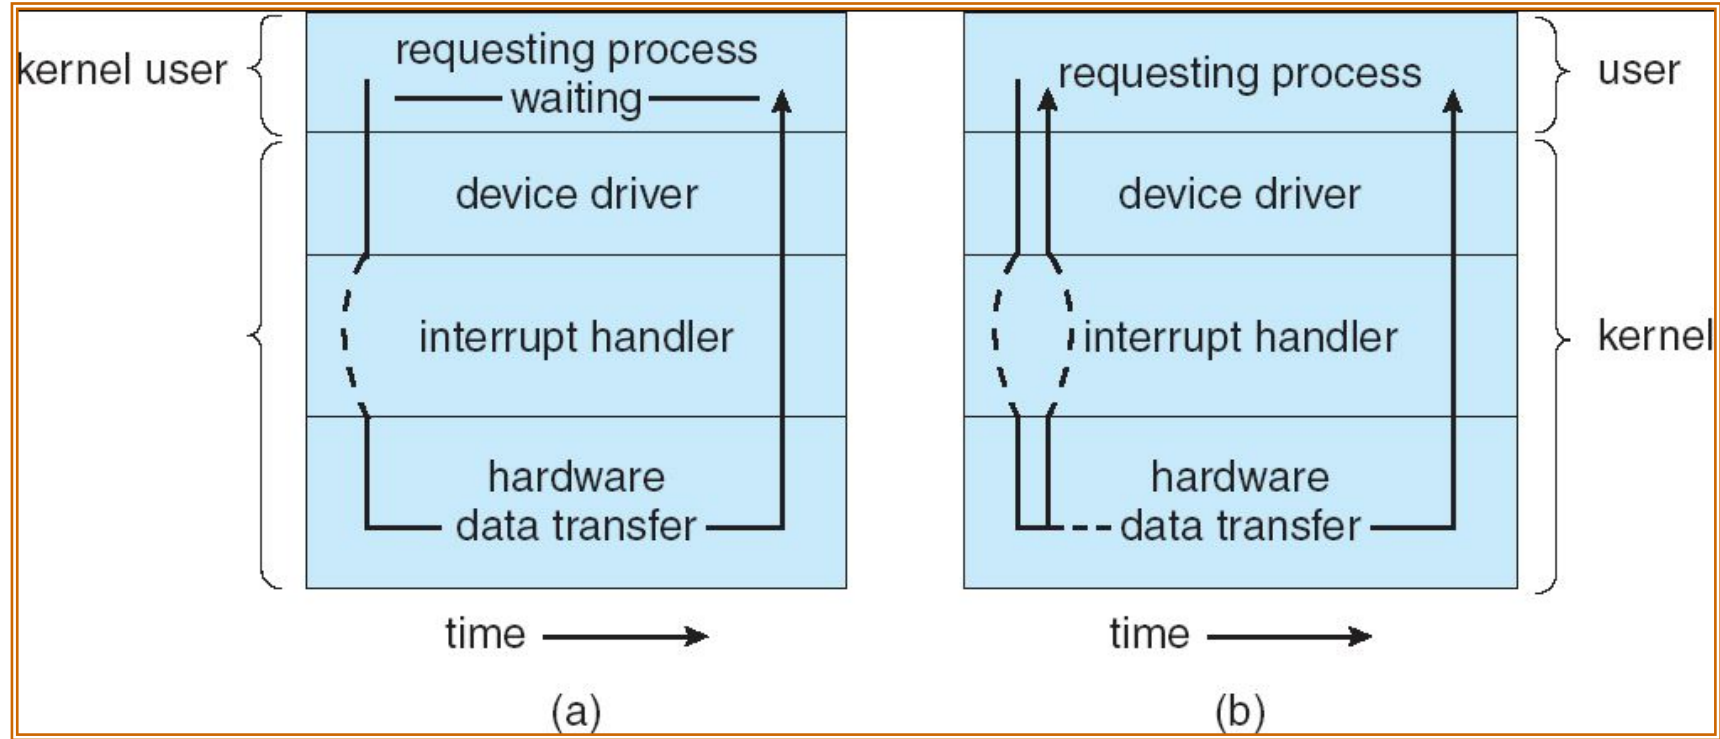 kernel user
requesting process
waiting
device driver
interrupt handler
hardware
data transfer
time
(a)
requesting process
user
device driver
interrupt handler
kernel
hardware
data transfer
time
(b)